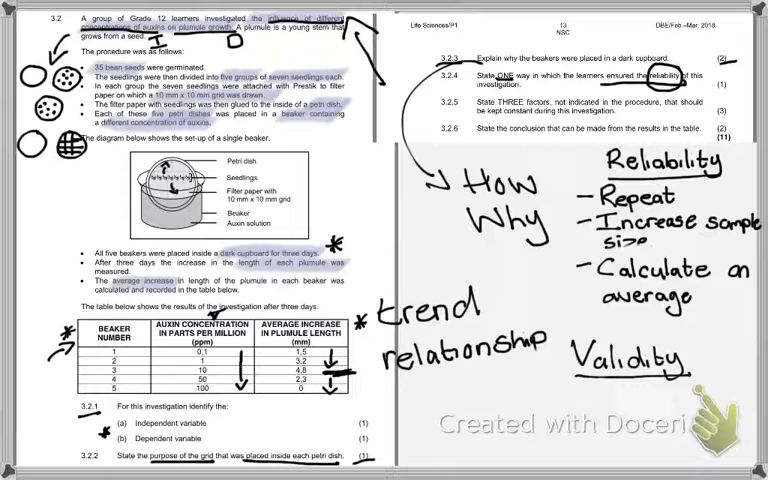 3.2 A group of Grade 12 learners investigated the influence of different
concentrations of auxins on plumule growth. A plumule is a young stem that
grows from a seed.
I D
The procedure was as follows:
35 bean seeds were germinated.
The seedlings were then divided into five groups of seven seedlings each.
In each group the seven seedlings were attached with Prestik to filter
paper on which a 10 mm x 10 mm grid was drawn.
The filter paper with seedlings was then glued to the inside of a petri dish.
Each of these five petri dishes was placed in a beaker containing
a different concentration of auxins.
The diagram below shows the set-up of a single beaker.
Petri dish
Seedlings
Filter paper with
10 mm x 10 mm grid
Beaker
Auxin solution
All five beakers were placed inside a dark cupboard for three days.
After three days the increase in the length of each plumule was
measured.
The average increase in length of the plumule in each beaker was
calculated and recorded in the table below.
The table below shows the results of the investigation after three days.
BEAKER NUMBER | AUXIN CONCENTRATION IN PARTS PER MILLION (ppm) | AVERAGE INCREASE IN PLUMULE LENGTH (mm)
1 0,1 1,5
2 1 3,2
3 10 4,8
4 50 2,3
5 100 0
3.2.1 For this investigation identify the:
(a) Independent variable (1)
(b) Dependent variable (1)
3.2.2 State the purpose of the grid that was placed inside each petri dish. (1)
Life Sciences/P1 13 DBE/Feb.-Mar. 2018
NSC
3.2.3 Explain why the beakers were placed in a dark cupboard. (2)
3.2.4 State ONE way in which the learners ensured the reliability of this
investigation. (1)
3.2.5 State THREE factors, not indicated in the procedure, that should
be kept constant during this investigation. (3)
3.2.6 State the conclusion that can be made from the results in the table. (2)
(11)
How
Why
Reliability
- Repeat
- Increase sample
size
- Calculate an
average
* trend
relationship
Validity
Created with Doceri